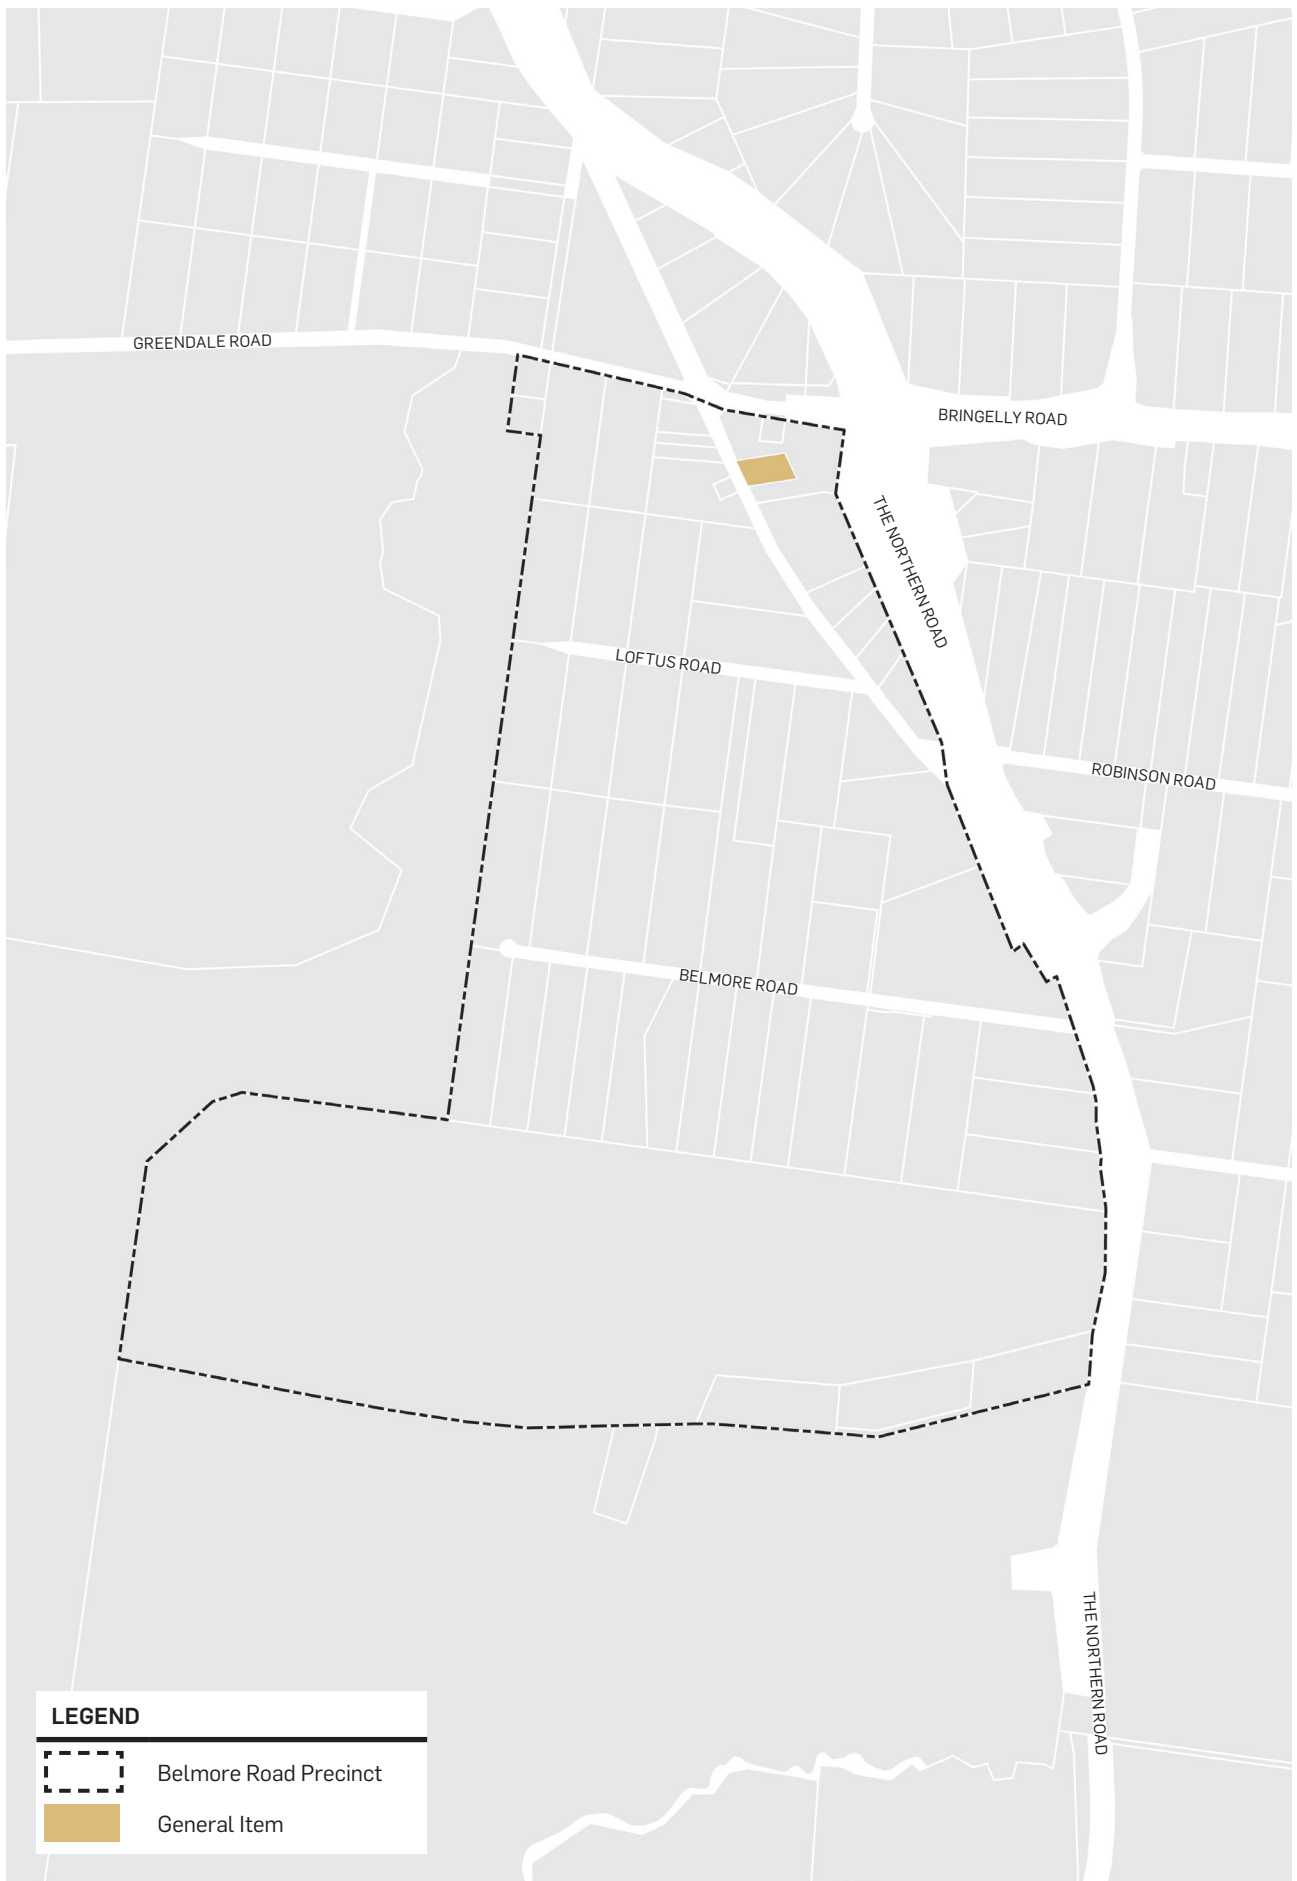 GREENDALE ROAD
BRINGELLY ROAD
THE NORTHERN ROAD
LOFTUS ROAD
ROBINSON ROAD
BELMORE ROAD
THE NORTHERN ROAD
LEGEND
Belmore Road Precinct
General Item